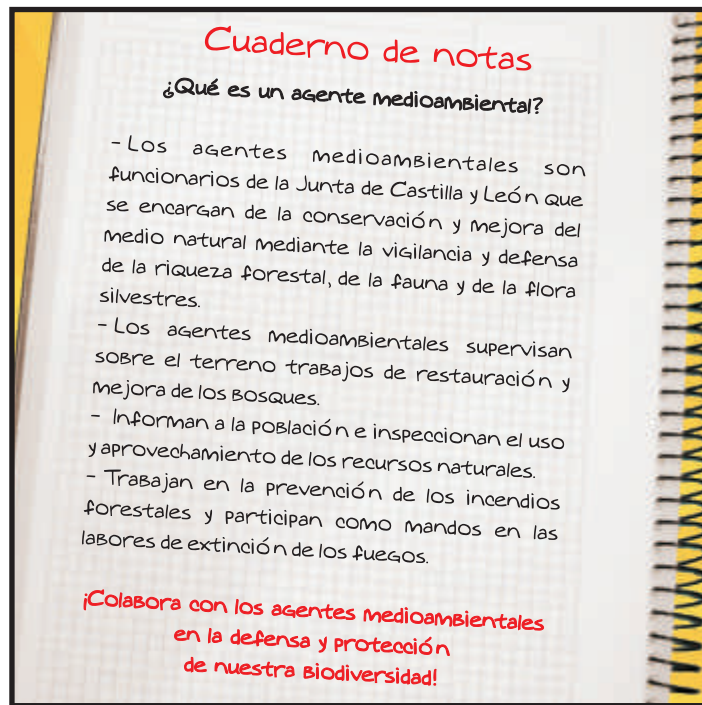 Cuaderno de notas
¿Qué es un agente medioambiental?
- Los agentes medioambientales son
funcionarios de la Junta de Castilla y León que
se encargan de la conservación y mejora del
medio natural mediante la vigilancia y defensa
de la riqueza forestal, de la fauna y de la flora
silvestres.
- Los agentes medioambientales supervisan
sobre el terreno trabajos de restauración y
mejora de los bosques.
- Informan a la población e inspeccionan el uso
y aprovechamiento de los recursos naturales.
- Trabajan en la prevención de los incendios
forestales y participan como mandos en las
labores de extinción de los fuegos.
¡Colabora con los agentes medioambientales
en la defensa y protección
de nuestra biodiversidad!